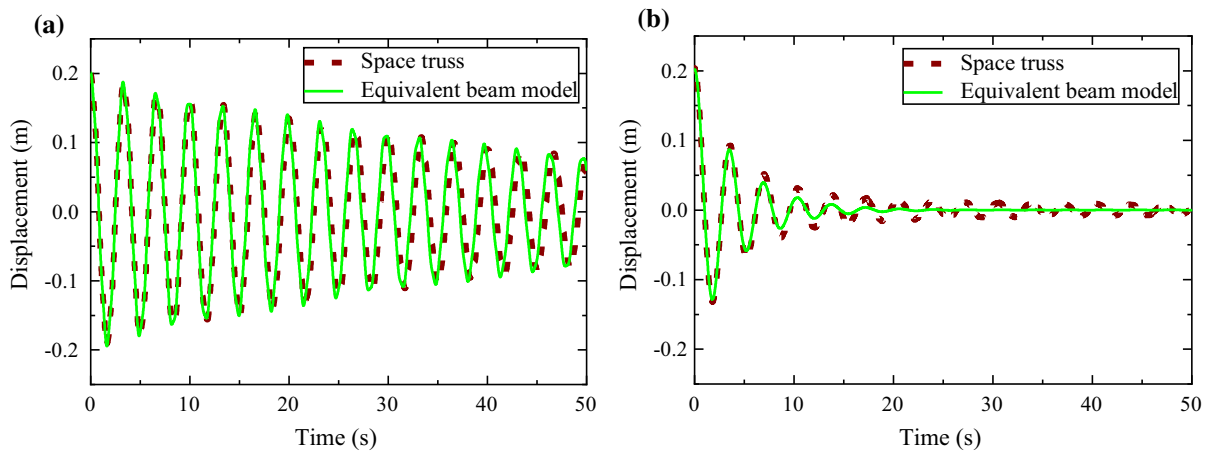 (a)
0.2
0.1
0.0
-0.1
-0.2
Displacement (m)
Space truss
Equivalent beam model
0 10 20 30 40 50
Time (s)
(b)
0.2
0.1
0.0
-0.1
-0.2
Displacement (m)
Space truss
Equivalent beam model
0 10 20 30 40 50
Time (s)